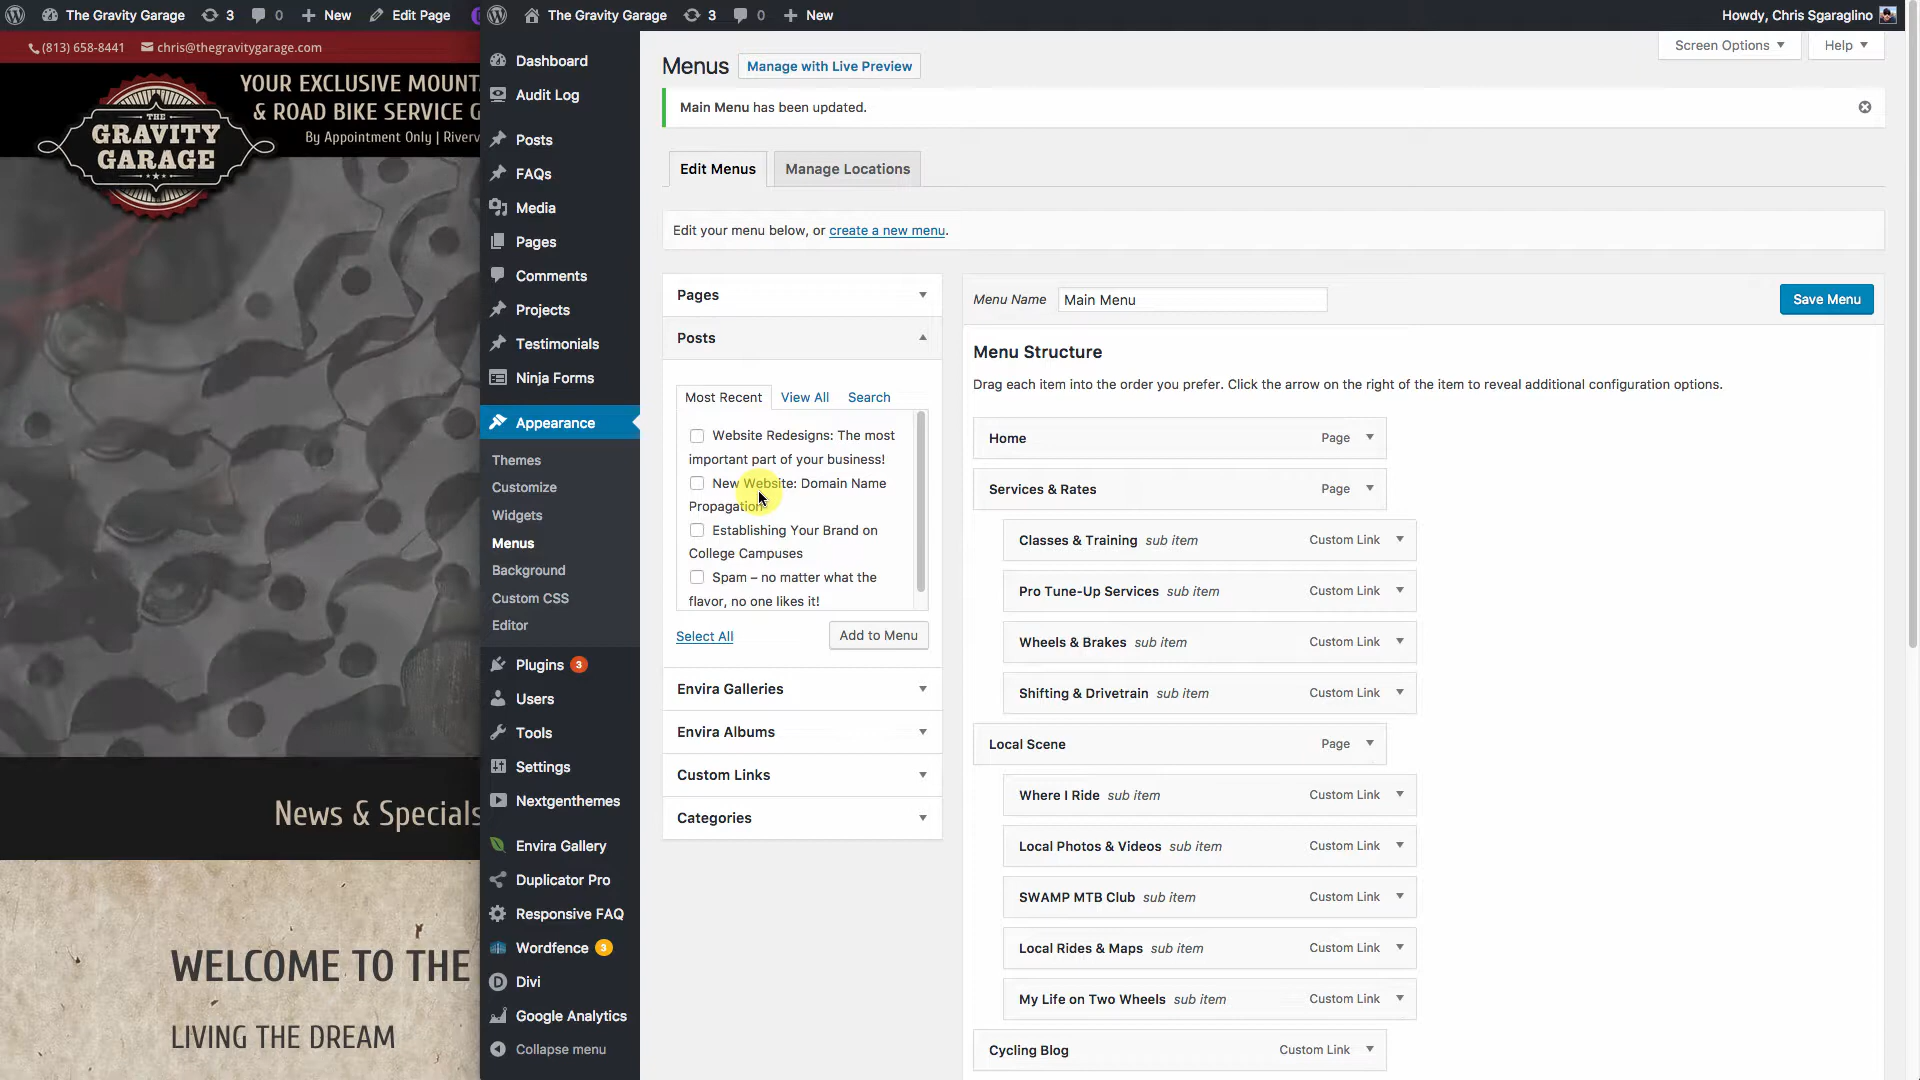 The Gravity Garage
3
0
New
Edit Page
The Gravity Garage
3
0
New
Howdy, Chris Sgaraglino
(813) 658-8441
chris@thegravitygarage.com
YOUR EXCLUSIVE MOUNT
& ROAD BIKE SERVICE G
By Appointment Only | Riverv
THE
GRAVITY
GARAGE
News & Specials
WELCOME TO THE
LIVING THE DREAM
Dashboard
Audit Log
Posts
FAQs
Media
Pages
Comments
Projects
Testimonials
Ninja Forms
Appearance
Themes
Customize
Widgets
Menus
Background
Custom CSS
Editor
Plugins 3
Users
Tools
Settings
Nextgenthemes
Envira Gallery
Duplicator Pro
Responsive FAQ
Wordfence 3
Divi
Google Analytics
Collapse menu
Screen Options
Help
Menus
Manage with Live Preview
Main Menu has been updated.
Edit Menus
Manage Locations
Edit your menu below, or create a new menu.
Pages
Posts
Most Recent
View All
Search
Website Redesigns: The most
important part of your business!
New Website: Domain Name
Propagation
Establishing Your Brand on
College Campuses
Spam – no matter what the
flavor, no one likes it!
Select All
Add to Menu
Envira Galleries
Envira Albums
Custom Links
Categories
Menu Name
Main Menu
Save Menu
Menu Structure
Drag each item into the order you prefer. Click the arrow on the right of the item to reveal additional configuration options.
Home Page
Services & Rates Page
Classes & Training sub item Custom Link
Pro Tune-Up Services sub item Custom Link
Wheels & Brakes sub item Custom Link
Shifting & Drivetrain sub item Custom Link
Local Scene Page
Where I Ride sub item Custom Link
Local Photos & Videos sub item Custom Link
SWAMP MTB Club sub item Custom Link
Local Rides & Maps sub item Custom Link
My Life on Two Wheels sub item Custom Link
Cycling Blog Custom Link